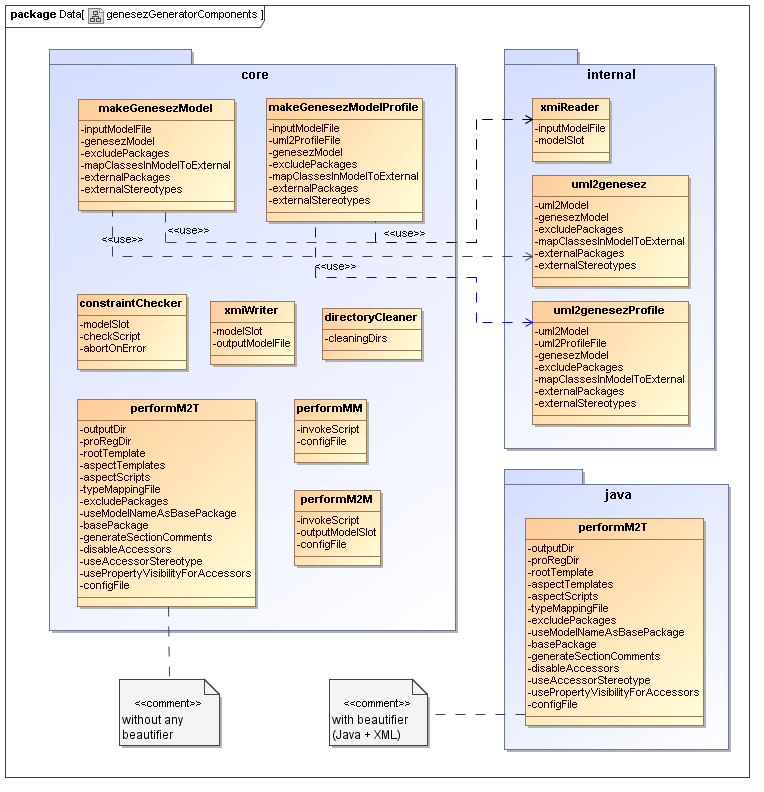 package Data[ genesezGeneratorComponents ]
core
makeGenesezModel
-inputModelFile
-genesezModel
-excludePackages
-mapClassesInModelToExternal
-externalPackages
-externalStereotypes
makeGenesezModelProfile
-inputModelFile
-uml2ProfileFile
-genesezModel
-excludePackages
-mapClassesInModelToExternal
-externalPackages
-externalStereotypes
<<use>>
<<use>>
<<use>>
constraintChecker
-modelSlot
-checkScript
-abortOnError
xmiWriter
-modelSlot
-outputModelFile
directoryCleaner
-cleaningDirs
performM2T
-outputDir
-proRegDir
-rootTemplate
-aspectTemplates
-aspectScripts
-typeMappingFile
-excludePackages
-useModelNameAsBasePackage
-basePackage
-generateSectionComments
-disableAccessors
-useAccessorStereotype
-usePropertyVisibilityForAccessors
-configFile
performMM
-invokeScript
-configFile
performM2M
-invokeScript
-outputModelSlot
-configFile
internal
xmiReader
-inputModelFile
-modelSlot
uml2genesez
-uml2Model
-genesezModel
-excludePackages
-mapClassesInModelToExternal
-externalPackages
-externalStereotypes
uml2genesezProfile
-uml2Model
-uml2ProfileFile
-genesezModel
-excludePackages
-mapClassesInModelToExternal
-externalPackages
-externalStereotypes
java
performM2T
-outputDir
-proRegDir
-rootTemplate
-aspectTemplates
-aspectScripts
-typeMappingFile
-excludePackages
-useModelNameAsBasePackage
-basePackage
-generateSectionComments
-disableAccessors
-useAccessorStereotype
-usePropertyVisibilityForAccessors
-configFile
<<comment>>
without any
beautifier
<<comment>>
with beautifier
(Java + XML)